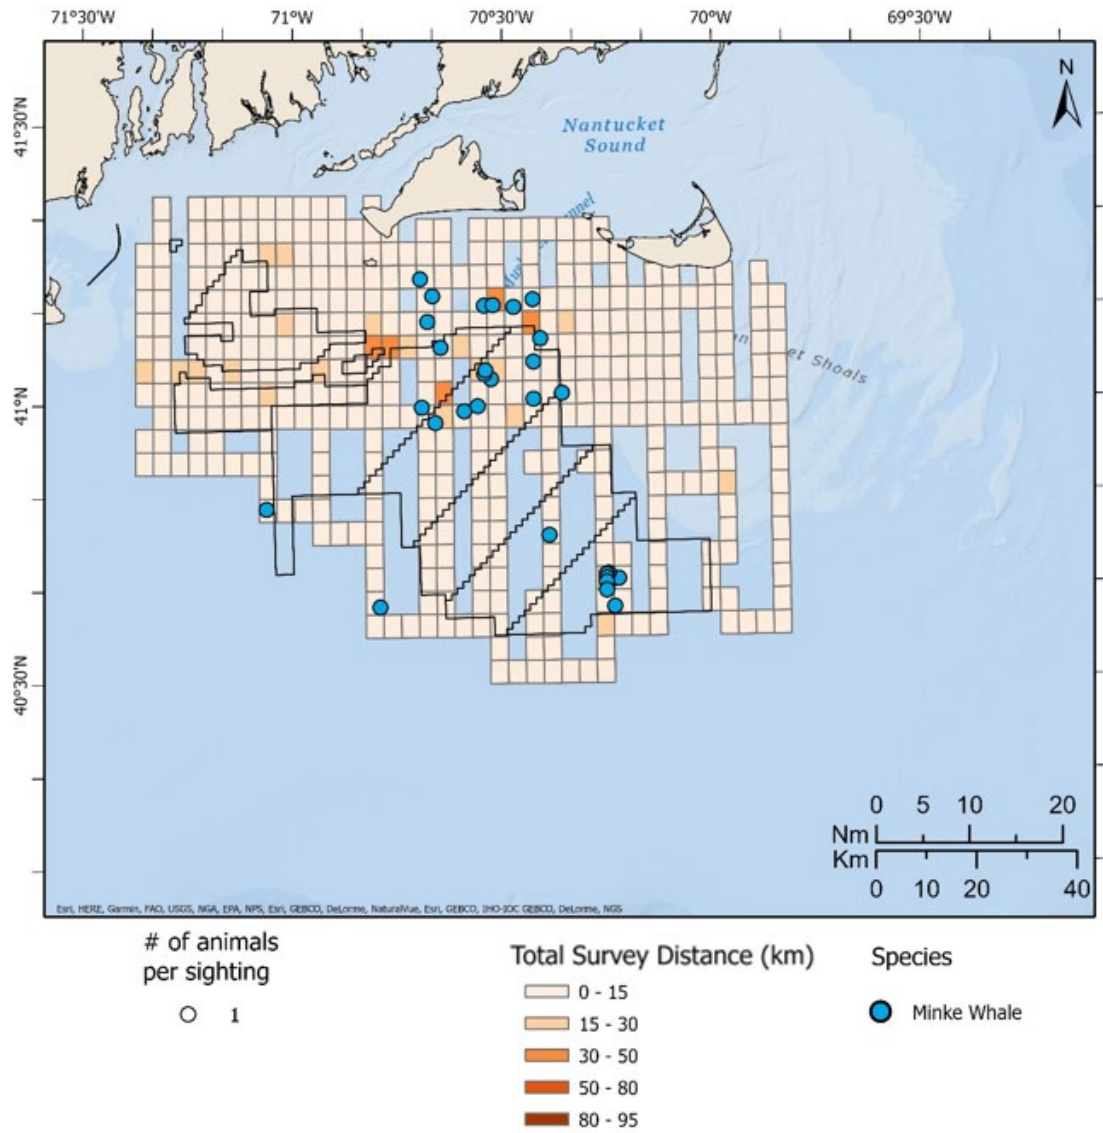 71°30'W 71°W 70°30'W 70°W 69°30'W
N
41°30'N
Nantucket
Sound
41°N
Shoals
40°30'N
0 5 10 20
Nm
Km
0 10 20 40
Esri, HERE, Garmin, FAO, USGS, NGA, EPA, NPS, Esri, GEBCO, DeLorme, NaturalVue, Esri, GEBCO, IHO-IOC GEBCO, DeLorme, NGS
# of animals
per sighting
1
Total Survey Distance (km)
0 - 15
15 - 30
30 - 50
50 - 80
80 - 95
Species
Minke Whale